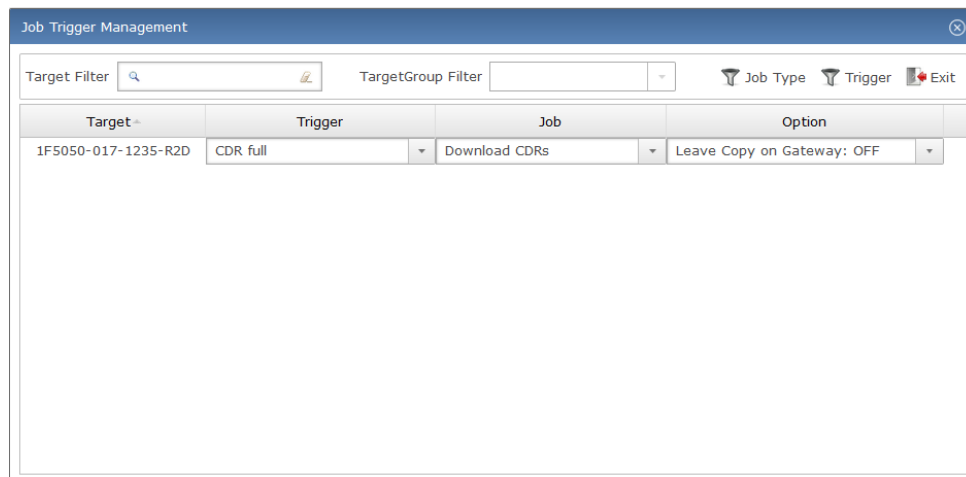 Job Trigger Management
Target Filter TargetGroup Filter Job Type Trigger Exit
Target Trigger Job Option
1F5050-017-1235-R2D CDR full Download CDRs Leave Copy on Gateway: OFF